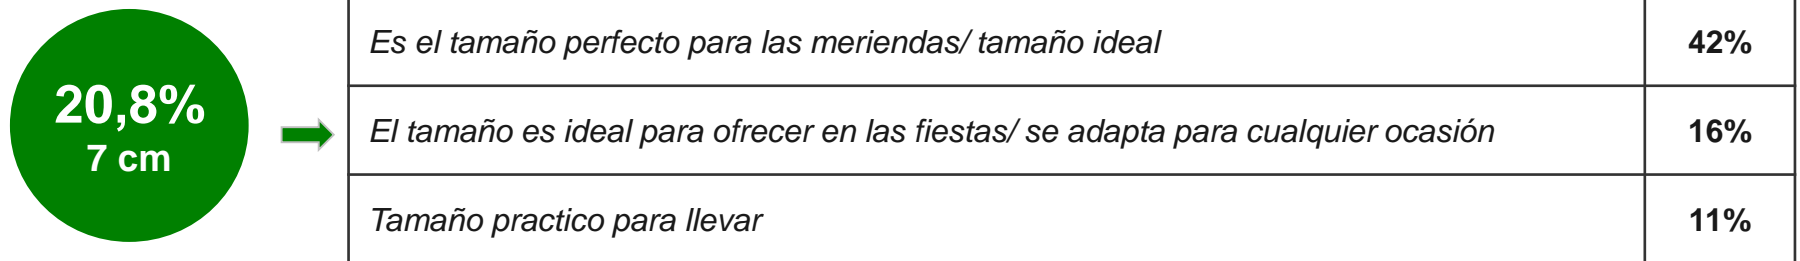 20,8%
7 cm
Es el tamaño perfecto para las meriendas/ tamaño ideal
42%
El tamaño es ideal para ofrecer en las fiestas/ se adapta para cualquier ocasión
16%
Tamaño practico para llevar
11%